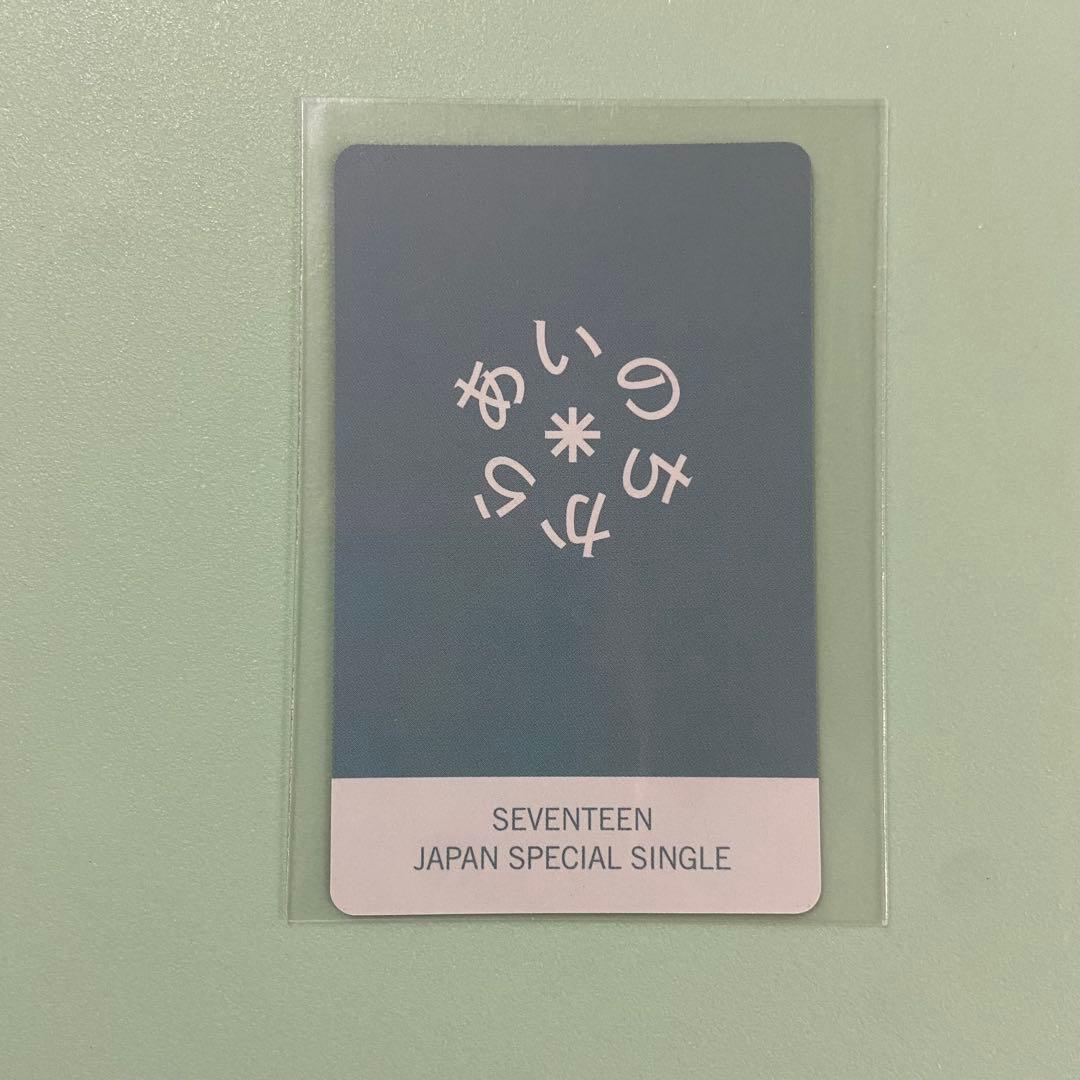 あいのちから
SEVENTEEN
JAPAN SPECIAL SINGLE